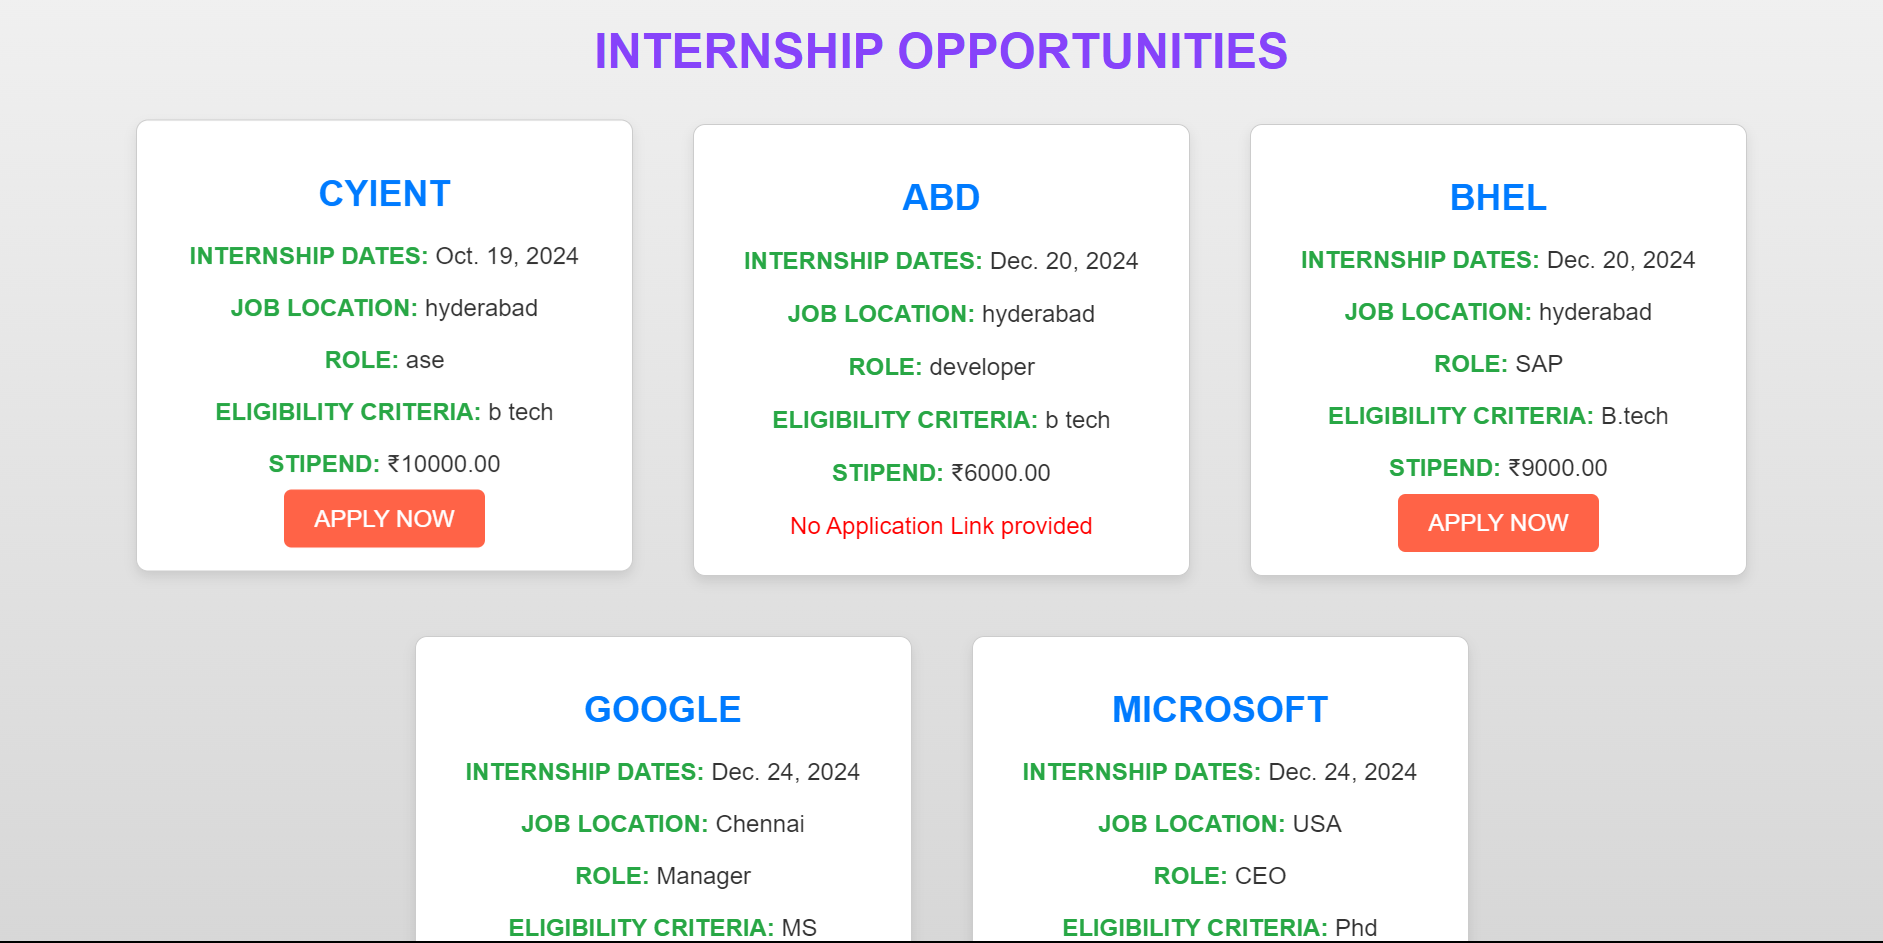 INTERNSHIP OPPORTUNITIES
CYIENT
INTERNSHIP DATES: Oct. 19, 2024
JOB LOCATION: hyderabad
ROLE: ase
ELIGIBILITY CRITERIA: b tech
STIPEND: ₹10000.00
APPLY NOW
ABD
INTERNSHIP DATES: Dec. 20, 2024
JOB LOCATION: hyderabad
ROLE: developer
ELIGIBILITY CRITERIA: b tech
STIPEND: ₹6000.00
No Application Link provided
BHEL
INTERNSHIP DATES: Dec. 20, 2024
JOB LOCATION: hyderabad
ROLE: SAP
ELIGIBILITY CRITERIA: B.tech
STIPEND: ₹9000.00
APPLY NOW
GOOGLE
INTERNSHIP DATES: Dec. 24, 2024
JOB LOCATION: Chennai
ROLE: Manager
ELIGIBILITY CRITERIA: MS
MICROSOFT
INTERNSHIP DATES: Dec. 24, 2024
JOB LOCATION: USA
ROLE: CEO
ELIGIBILITY CRITERIA: Phd